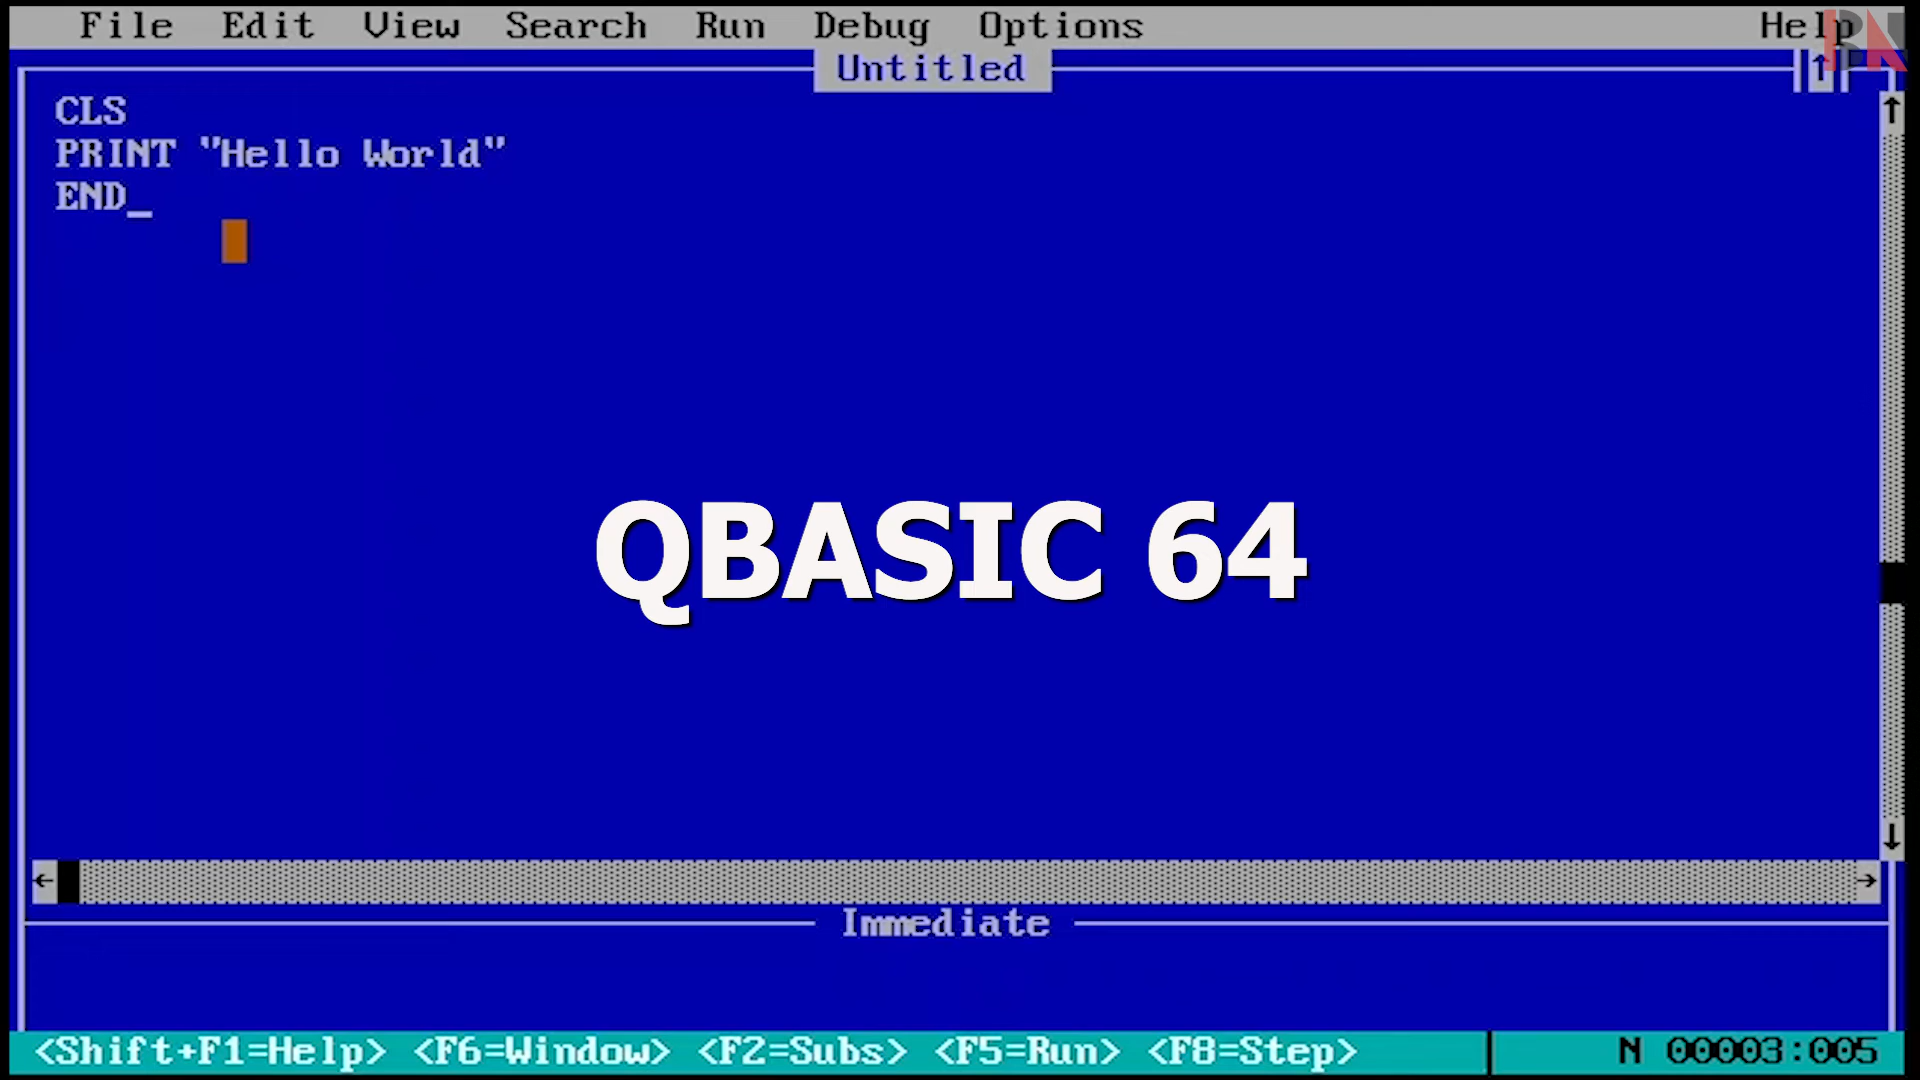 File Edit View Search Run Debug Options Help
BN
Untitled
CLS
PRINT "Hello World"
END_
QBASIC 64
Immediate
<Shift+F1=Help> <F6=Window> <F2=Subs> <F5=Run> <F8=Step> N 00003:005